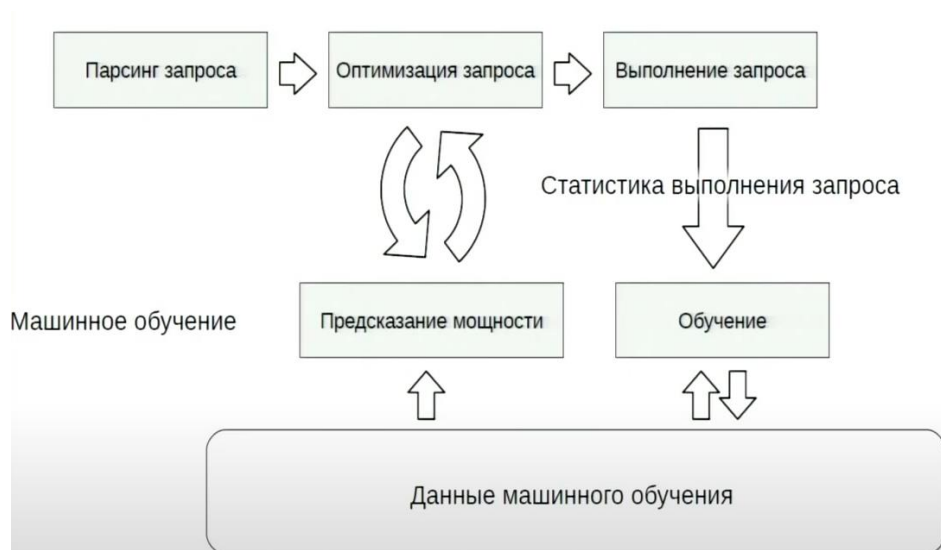 Парсинг запроса
Оптимизация запроса
Выполнение запроса
Статистика выполнения запроса
Машинное обучение
Предсказание мощности
Обучение
Данные машинного обучения